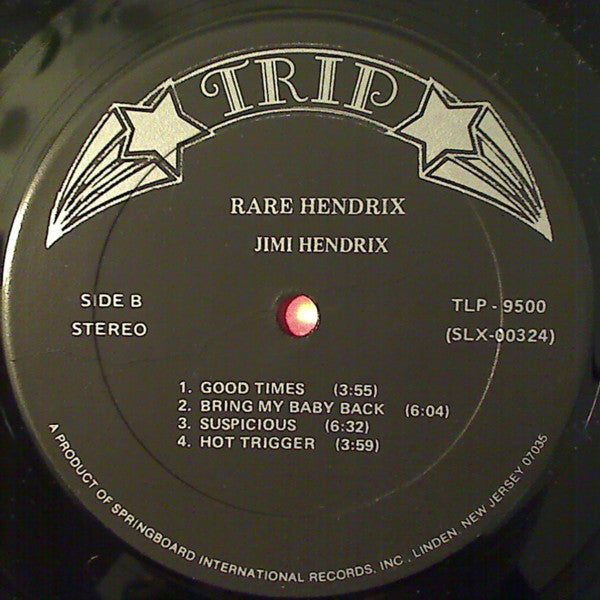 TRIP
RARE HENDRIX
JIMI HENDRIX
SIDE B
STEREO
TLP - 9500
(SLX-00324)
1. GOOD TIMES (3:55)
2. BRING MY BABY BACK (6:04)
3. SUSPICIOUS (6:32)
4. HOT TRIGGER (3:59)
A PRODUCT OF SPRINGBOARD INTERNATIONAL RECORDS, INC., LINDEN, NEW JERSEY 07035